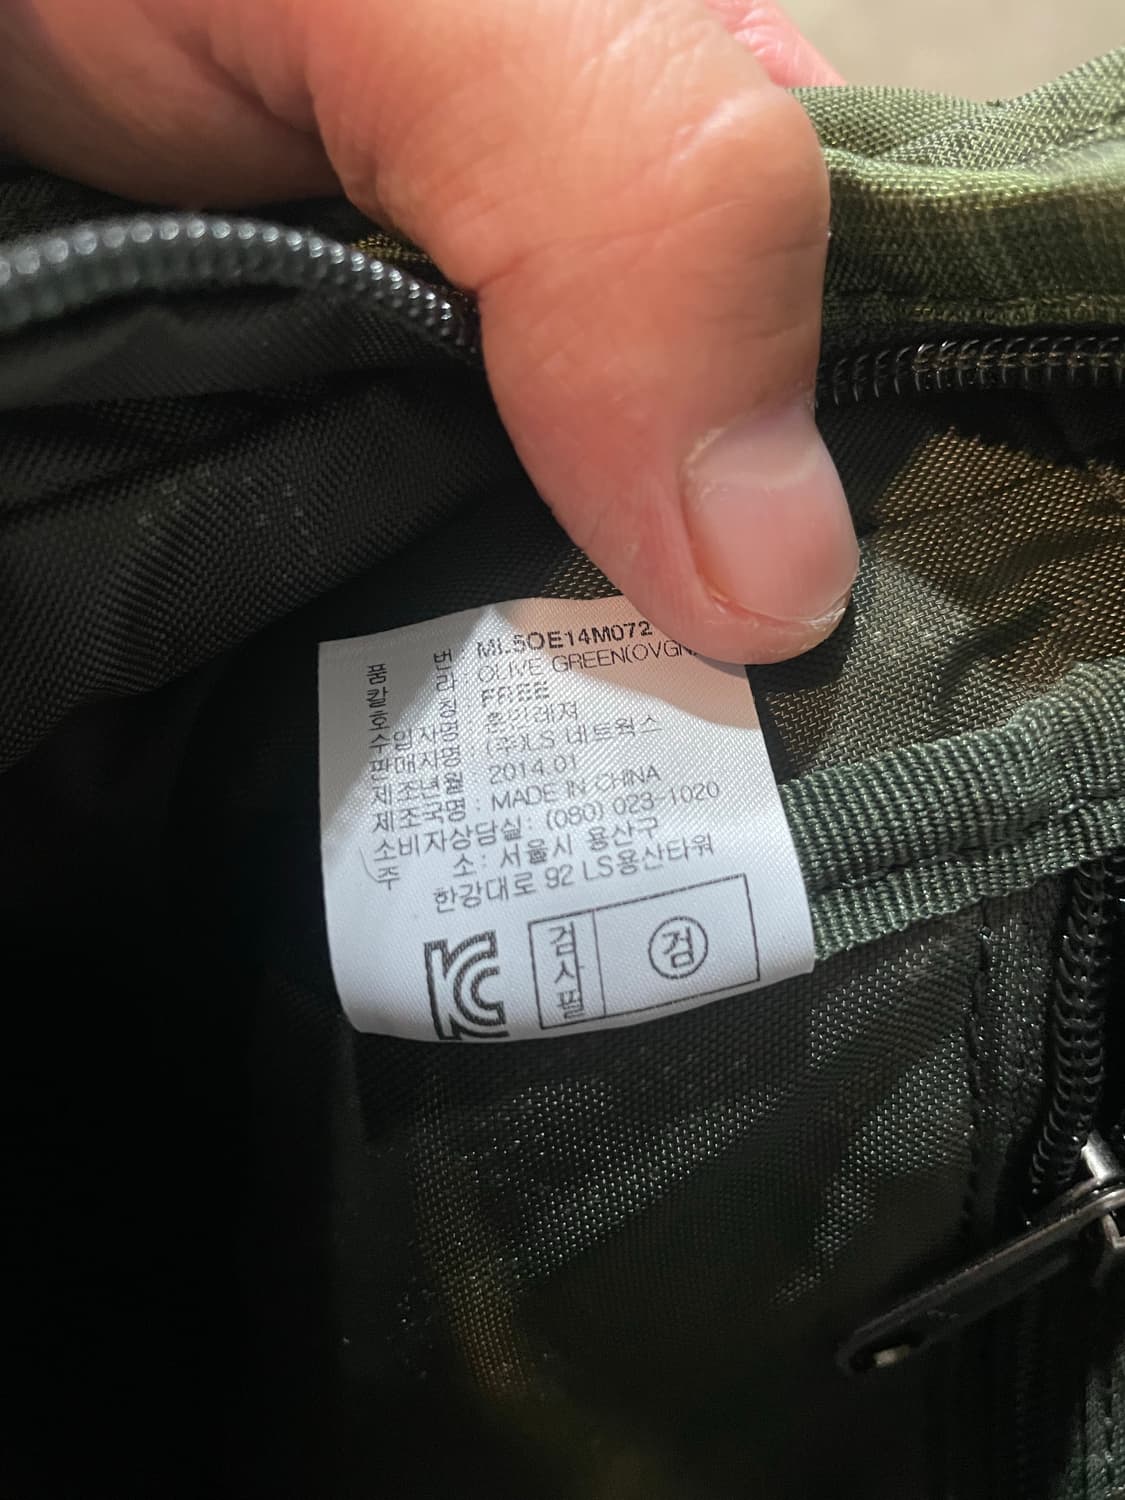 품 번 ML5OE14M072
칼 라 OLIVE GREEN(OVGN
호 칭 : FREE
수입자명 : 훈민레저
판매자명 : (주)LS 네트웍스
제조년월 : 2014.01
제조국명 : MADE IN CHINA
소비자상담실 : (080) 023-1020
주 소 : 서울시 용산구
한강대로 92 LS용산타워
KC 검사필 검